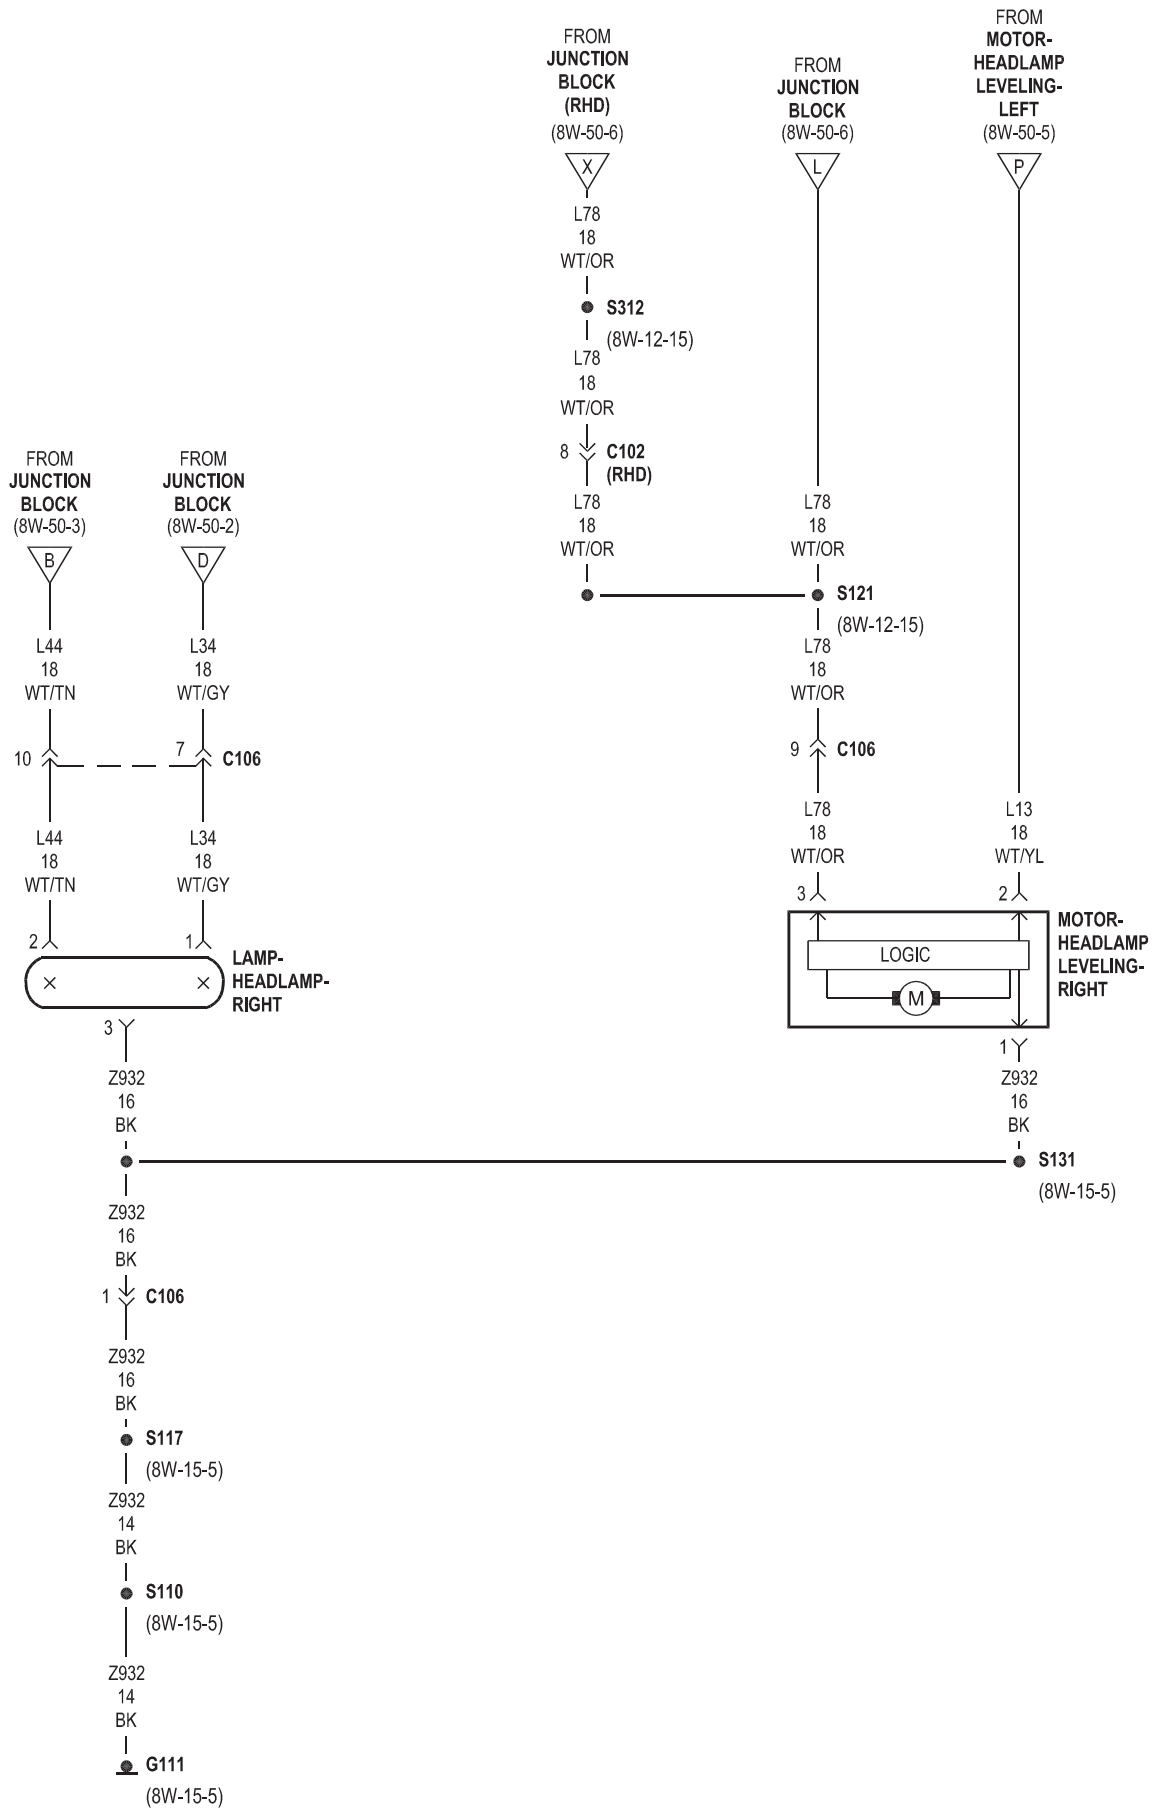 FROM
JUNCTION
BLOCK
(RHD)
(8W-50-6)
X
L78
18
WT/OR
S312
(8W-12-15)
L78
18
WT/OR
8
C102
(RHD)
L78
18
WT/OR
FROM
JUNCTION
BLOCK
(8W-50-6)
L
L78
18
WT/OR
S121
(8W-12-15)
L78
18
WT/OR
9
C106
L78
18
WT/OR
3
FROM
MOTOR-
HEADLAMP
LEVELING-
LEFT
(8W-50-5)
P
L13
18
WT/YL
2
MOTOR-
HEADLAMP
LEVELING-
RIGHT
LOGIC
M
1
Z932
16
BK
S131
(8W-15-5)
FROM
JUNCTION
BLOCK
(8W-50-3)
B
L44
18
WT/TN
10
L44
18
WT/TN
2
FROM
JUNCTION
BLOCK
(8W-50-2)
D
L34
18
WT/GY
7
C106
L34
18
WT/GY
1
LAMP-
HEADLAMP-
RIGHT
3
Z932
16
BK
Z932
16
BK
1
C106
Z932
16
BK
S117
(8W-15-5)
Z932
14
BK
S110
(8W-15-5)
Z932
14
BK
G111
(8W-15-5)